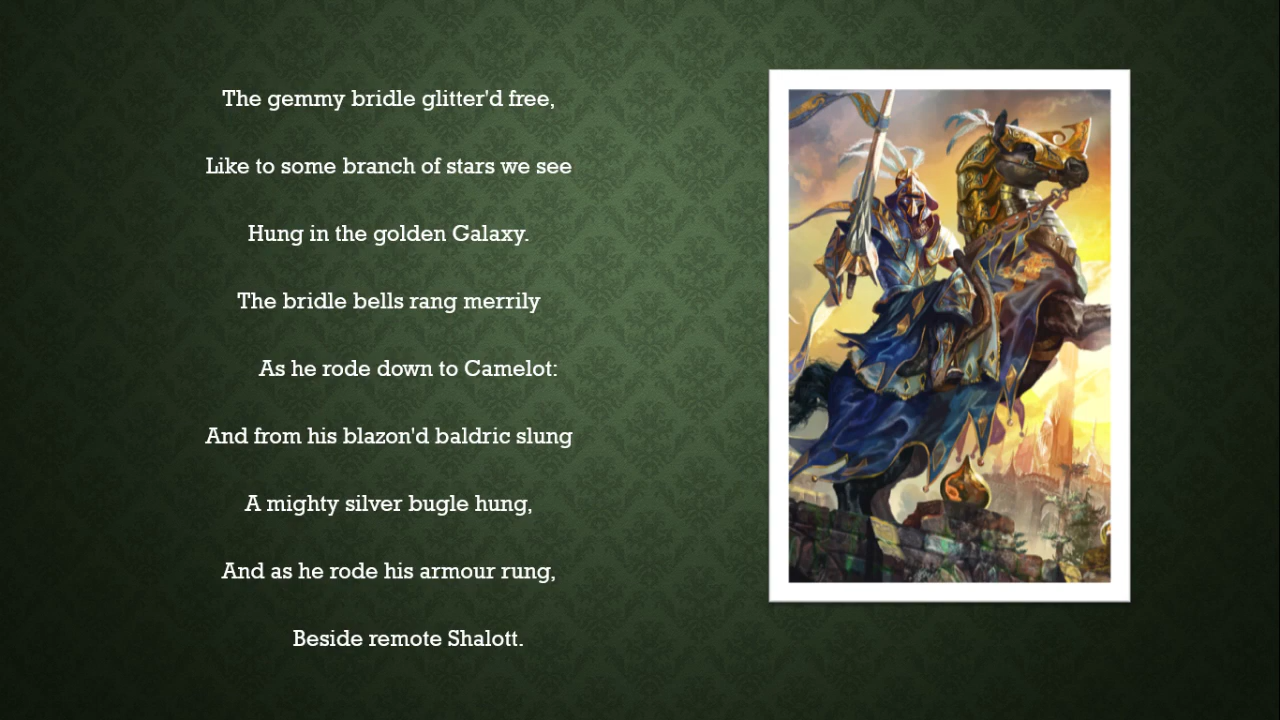 The gemmy bridle glitter'd free,
Like to some branch of stars we see
Hung in the golden Galaxy.
The bridle bells rang merrily
As he rode down to Camelot:
And from his blazon'd baldric slung
A mighty silver bugle hung,
And as he rode his armour rung,
Beside remote Shalott.